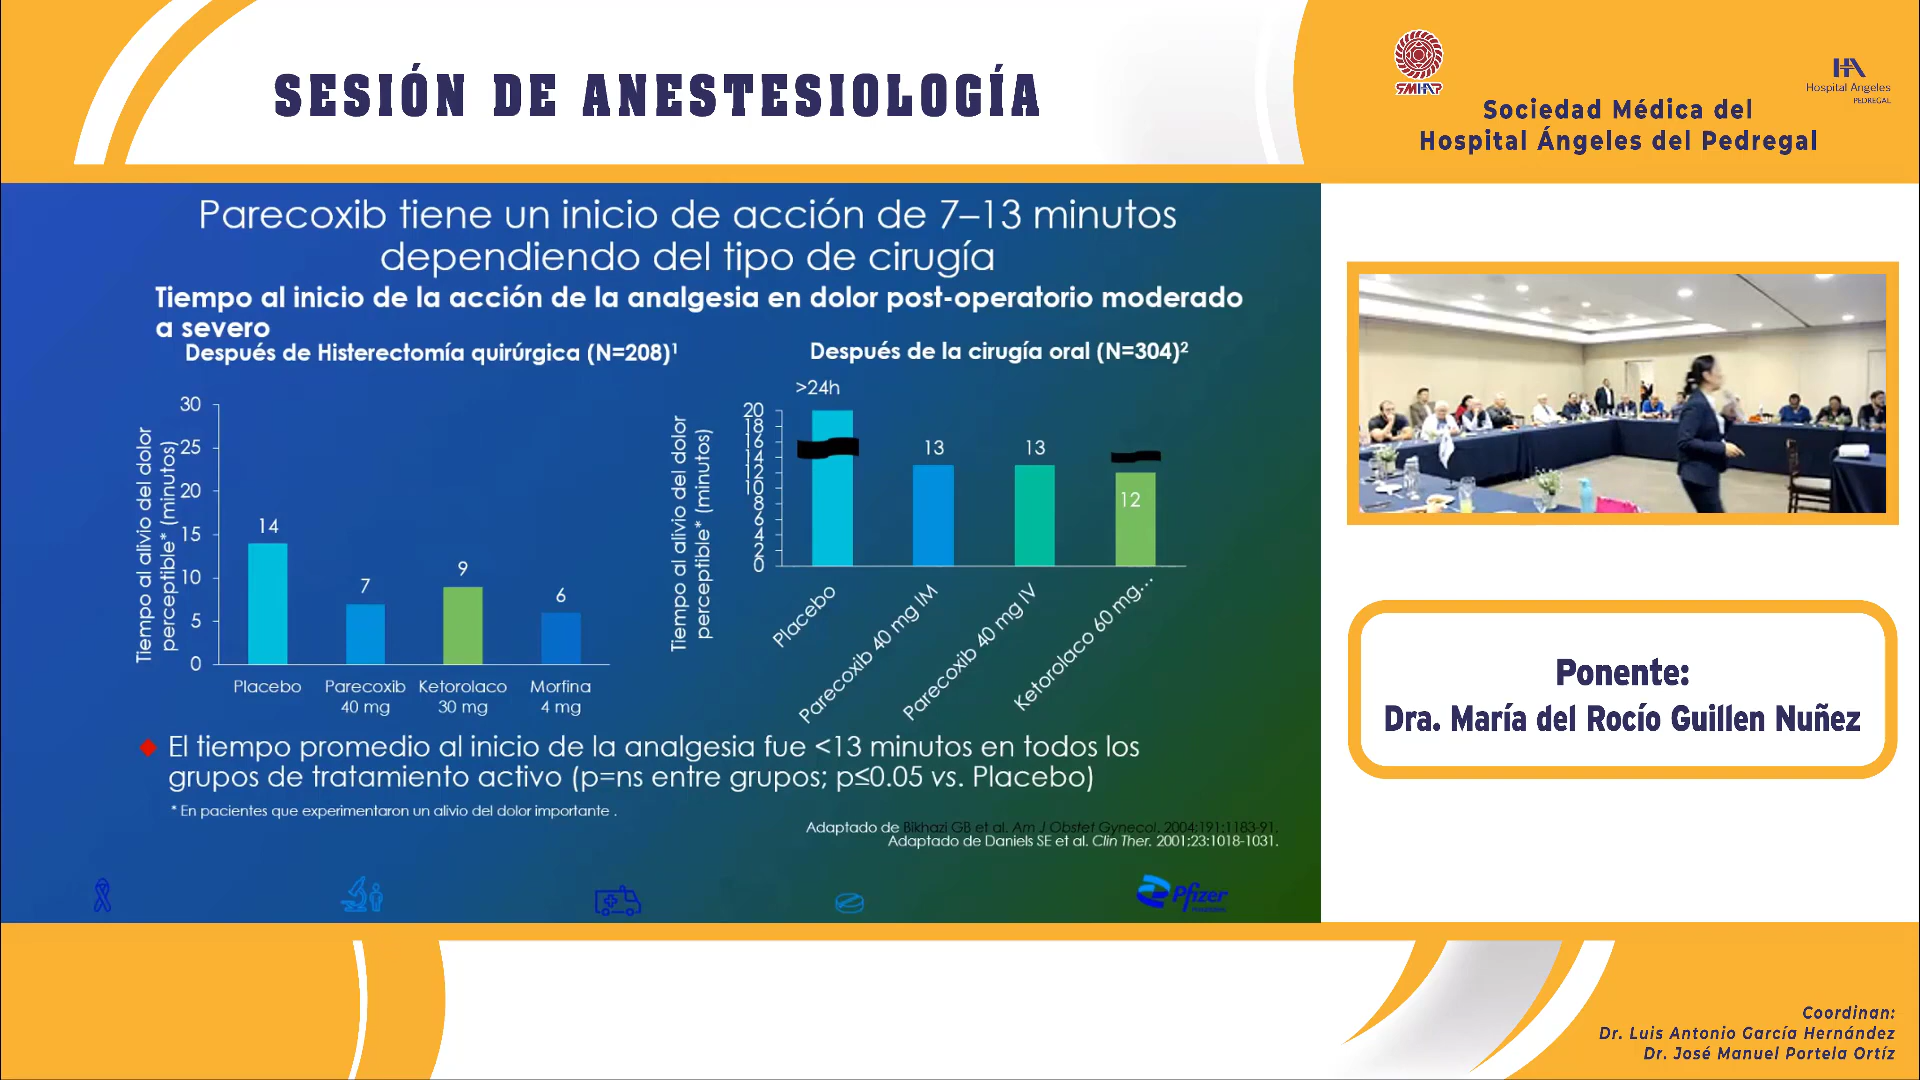 SESIÓN DE ANESTESIOLOGÍA
SMHAP
HA
Hospital Angeles
PEDREGAL
Sociedad Médica del
Hospital Ángeles del Pedregal
Parecoxib tiene un inicio de acción de 7–13 minutos
dependiendo del tipo de cirugía
Tiempo al inicio de la acción de la analgesia en dolor post-operatorio moderado
a severo
Después de Histerectomía quirúrgica (N=208)¹
Tiempo al alivio del dolor
perceptible* (minutos)
30
25
20
15
10
5
0
14
7
9
6
Placebo
Parecoxib
40 mg
Ketorolaco
30 mg
Morfina
4 mg
Después de la cirugía oral (N=304)²
Tiempo al alivio del dolor
perceptible* (minutos)
>24h
20
18
16
14
12
10
8
6
4
2
0
13
13
12
Placebo
Parecoxib 40 mg IM
Parecoxib 40 mg IV
Ketorolaco 60 mg...
El tiempo promedio al inicio de la analgesia fue <13 minutos en todos los
grupos de tratamiento activo (p=ns entre grupos; p≤0.05 vs. Placebo)
* En pacientes que experimentaron un alivio del dolor importante .
Adaptado de Bikhazi GB et al. Am J Obstet Gynecol. 2004;191:1183-91.
Adaptado de Daniels SE et al. Clin Ther. 2001;23:1018-1031.
Pfizer
Ponente:
Dra. María del Rocío Guillen Nuñez
Coordinan:
Dr. Luis Antonio García Hernández
Dr. José Manuel Portela Ortíz